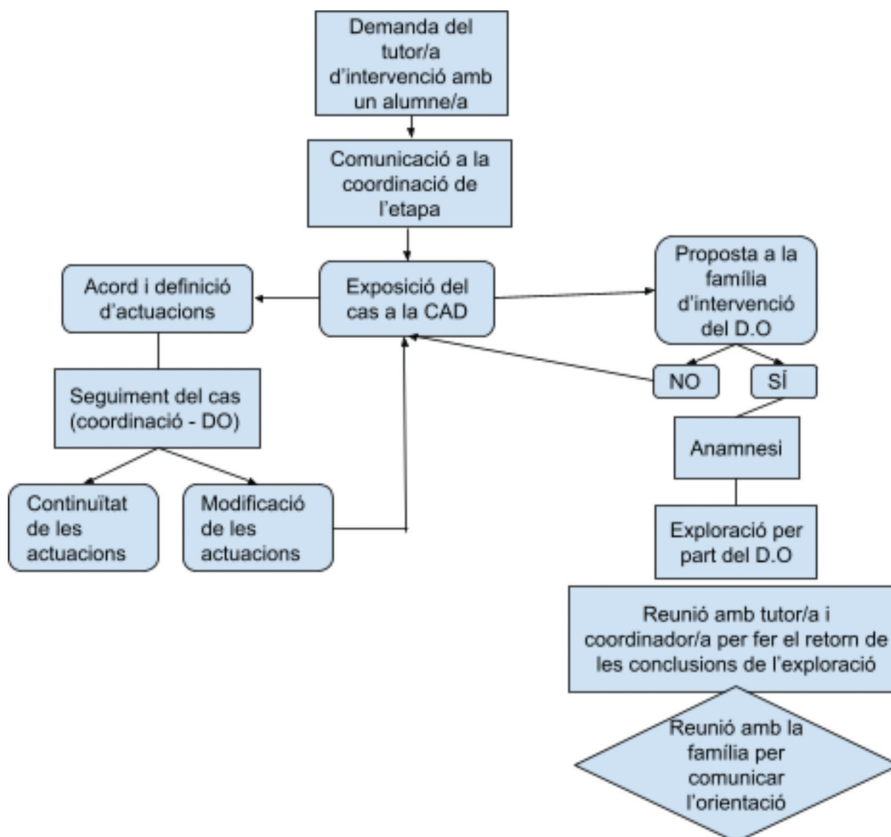 Demanda del
tutor/a
d'intervenció amb
un alumne/a
Comunicació a la
coordinació de
l'etapa
Exposició del
cas a la CAD
Acord i definició
d'actuacions
Seguiment del cas
(coordinació - DO)
Continuïtat
de les
actuacions
Modificació
de les
actuacions
Proposta a la
família
d'intervenció
del D.O
NO
SÍ
Anamnesi
Exploració per
part del D.O
Reunió amb tutor/a i
coordinador/a per fer el retorn de
les conclusions de l'exploració
Reunió amb la
família per
comunicar
l'orientació